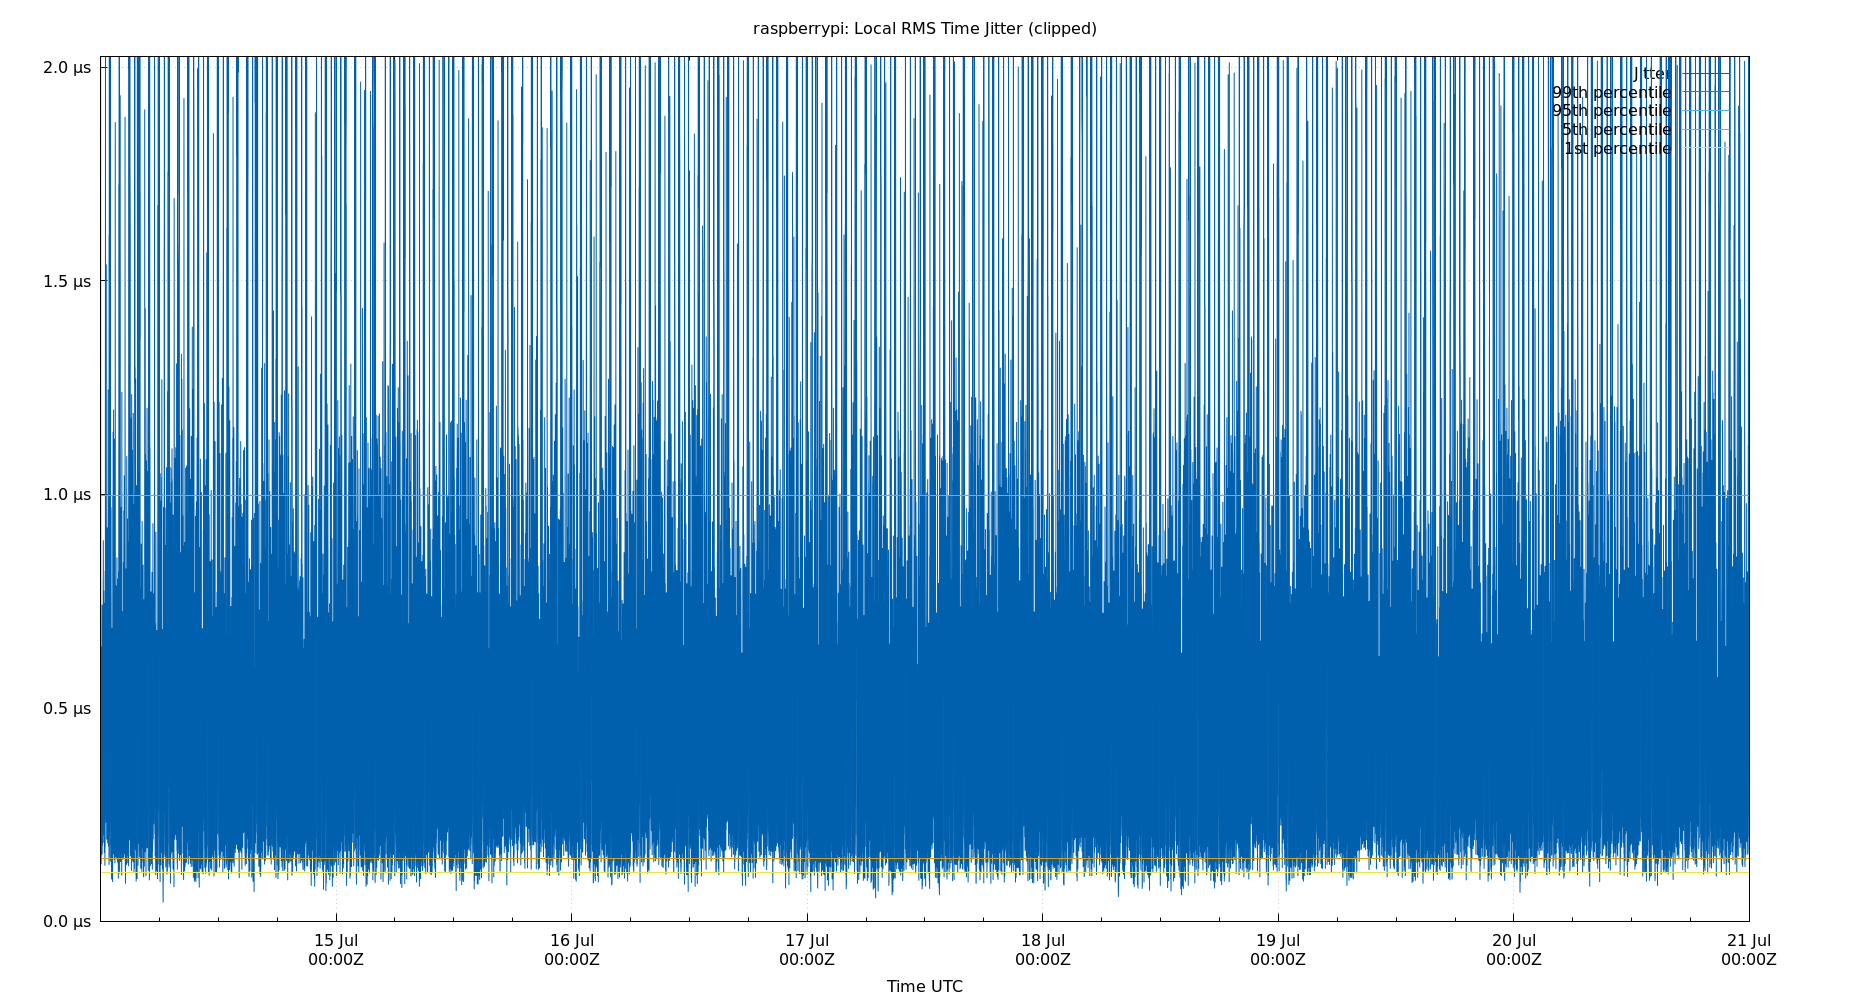 raspberrypi: Local RMS Time Jitter (clipped)
2.0 µs
1.5 µs
1.0 µs
0.5 µs
0.0 µs
Jitter
99th percentile
95th percentile
5th percentile
1st percentile
15 Jul 16 Jul 17 Jul 18 Jul 19 Jul 20 Jul 21 Jul
00:00Z 00:00Z 00:00Z 00:00Z 00:00Z 00:00Z 00:00Z
Time UTC